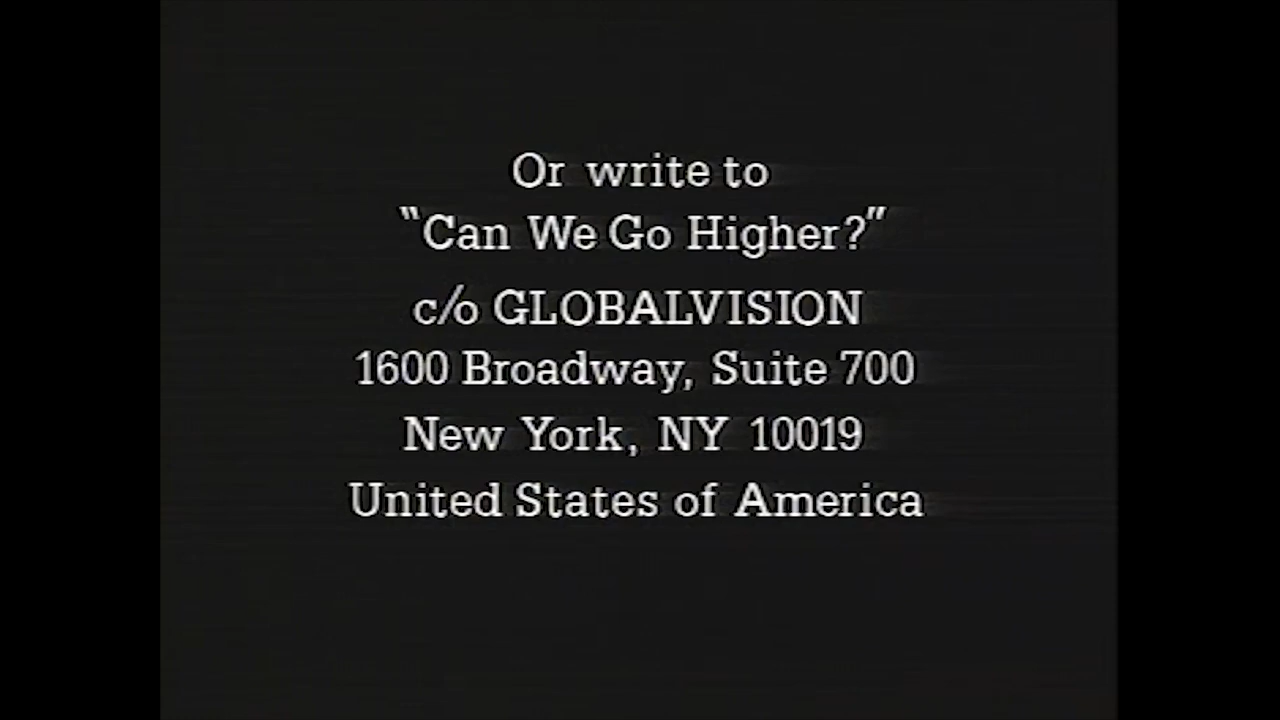 Or write to
"Can We Go Higher?"
c/o GLOBALVISION
1600 Broadway, Suite 700
New York, NY 10019
United States of America